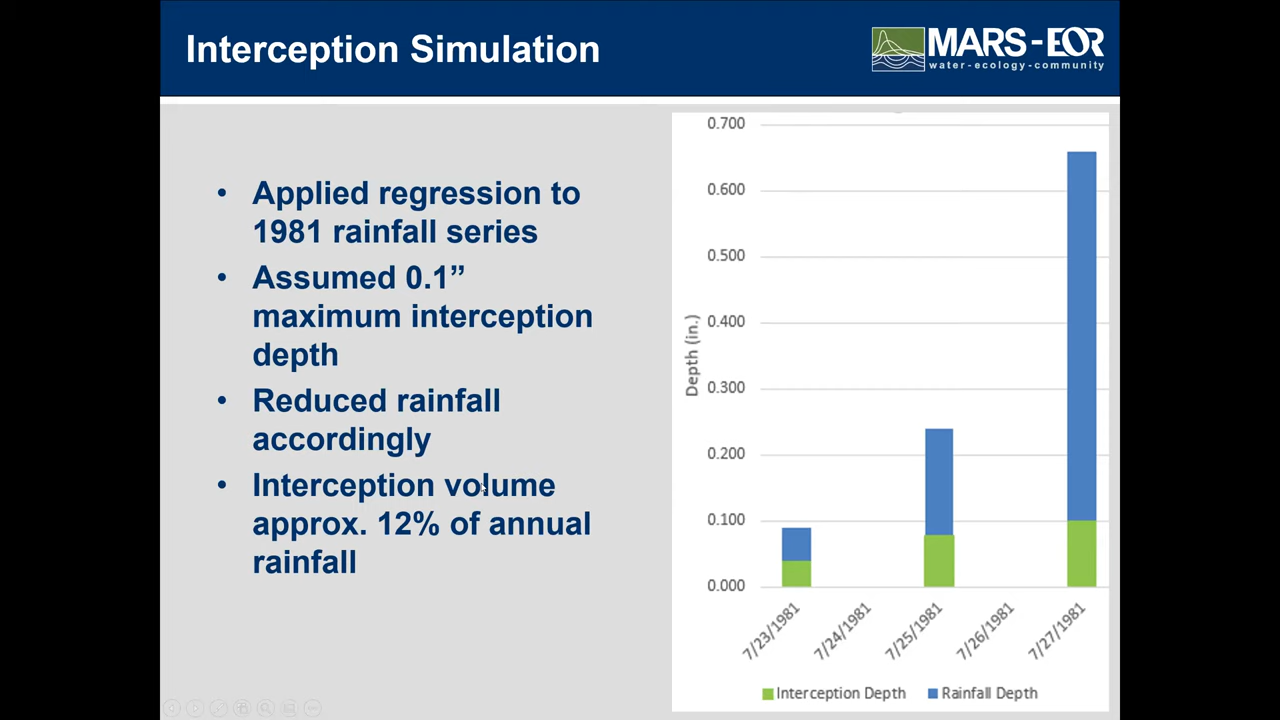 Interception Simulation
MARS-EOR
water-ecology-community
• Applied regression to
1981 rainfall series
• Assumed 0.1”
maximum interception
depth
• Reduced rainfall
accordingly
• Interception volume
approx. 12% of annual
rainfall
0.700
0.600
0.500
0.400
0.300
0.200
0.100
0.000
Depth (in.)
7/23/1981
7/24/1981
7/25/1981
7/26/1981
7/27/1981
Interception Depth
Rainfall Depth